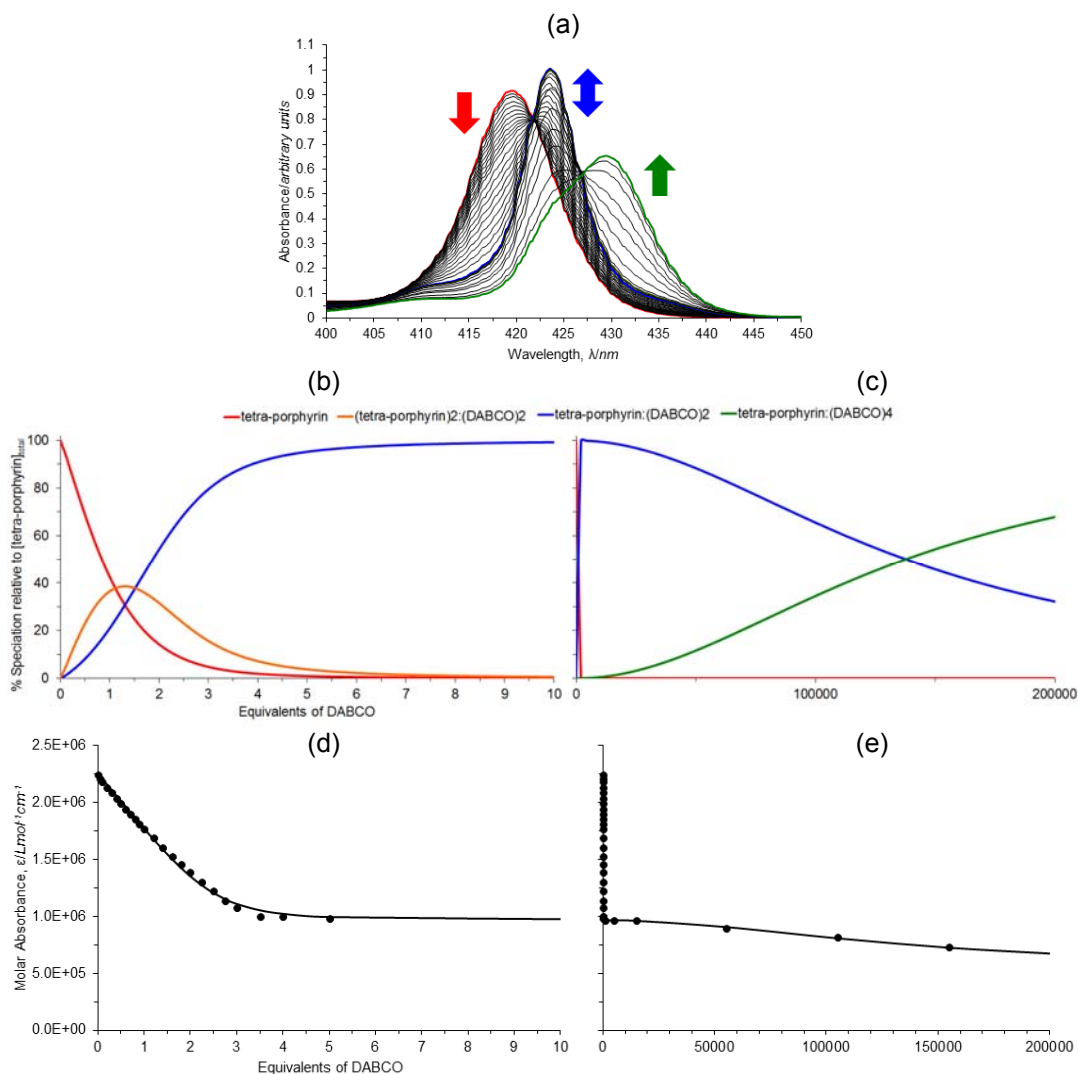 (a)
Absorbance/arbitrary units
1.1
1
0.9
0.8
0.7
0.6
0.5
0.4
0.3
0.2
0.1
0
400 405 410 415 420 425 430 435 440 445 450
Wavelength, λ/nm
(b) (c)
tetra-porphyrin (tetra-porphyrin)2:(DABCO)2 tetra-porphyrin:(DABCO)2 tetra-porphyrin:(DABCO)4
% Speciation relative to [tetra-porphyrin]total
100
80
60
40
20
0
0 1 2 3 4 5 6 7 8 9 10
Equivalents of DABCO
100000 200000
(d) (e)
Molar Absorbance, ε/Lmol-1cm-1
2.5E+06
2.0E+06
1.5E+06
1.0E+06
5.0E+05
0.0E+00
0 1 2 3 4 5 6 7 8 9 10
Equivalents of DABCO
0 50000 100000 150000 200000